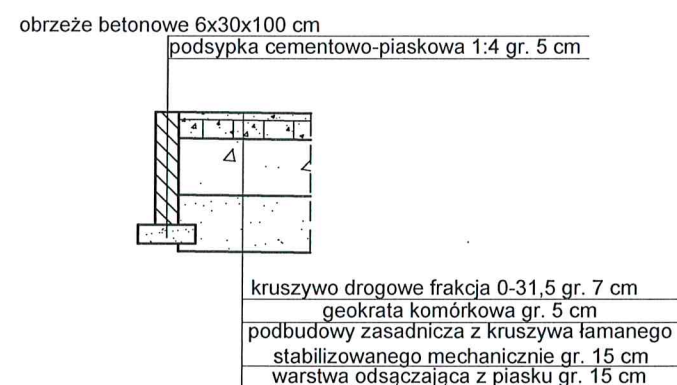 obrzeże betonowe 6x30x100 cm
podsypka cementowo-piaskowa 1:4 gr. 5 cm
kruszywo drogowe frakcja 0-31,5 gr. 7 cm
geokrata komórkowa gr. 5 cm
podbudowy zasadnicza z kruszywa łamanego
stabilizowanego mechanicznie gr. 15 cm
warstwa odsączająca z piasku gr. 15 cm